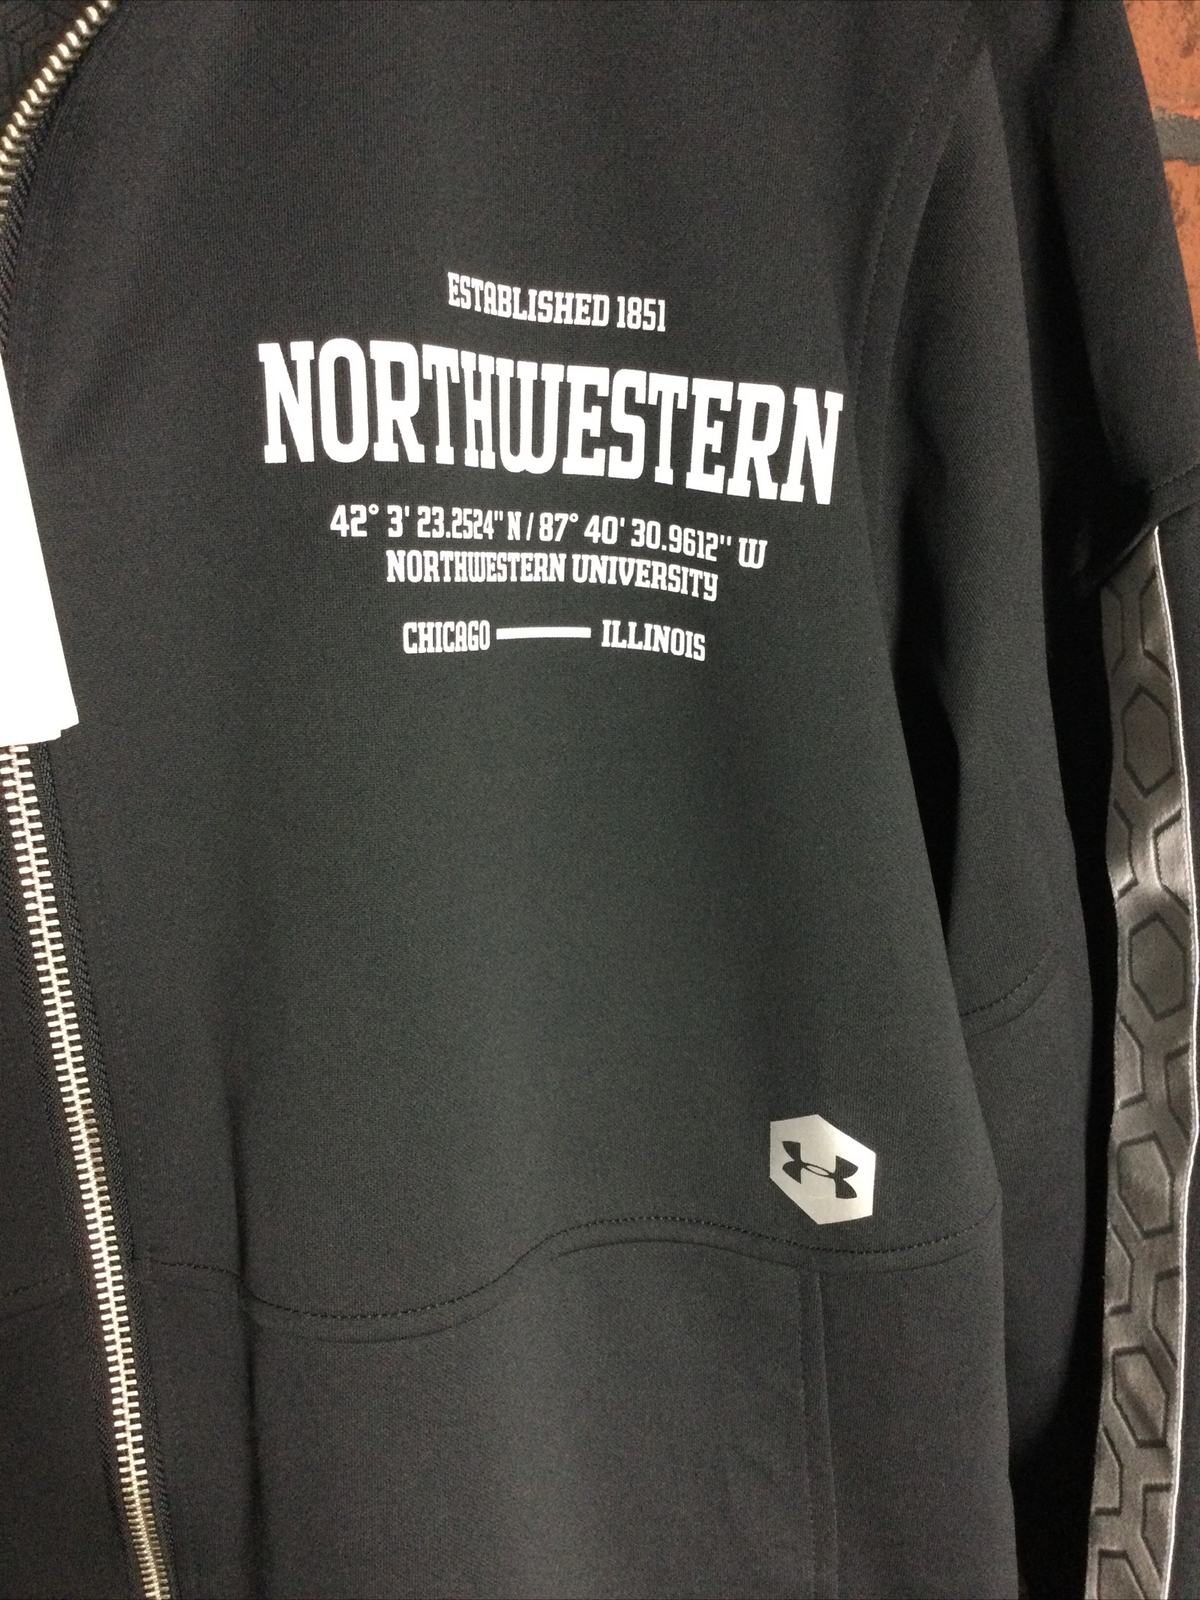 ESTABLISHED 1851
NORTHWESTERN
42° 3' 23.2524" N / 87° 40' 30.9612" W
NORTHWESTERN UNIVERSITY
CHICAGO — ILLINOIS